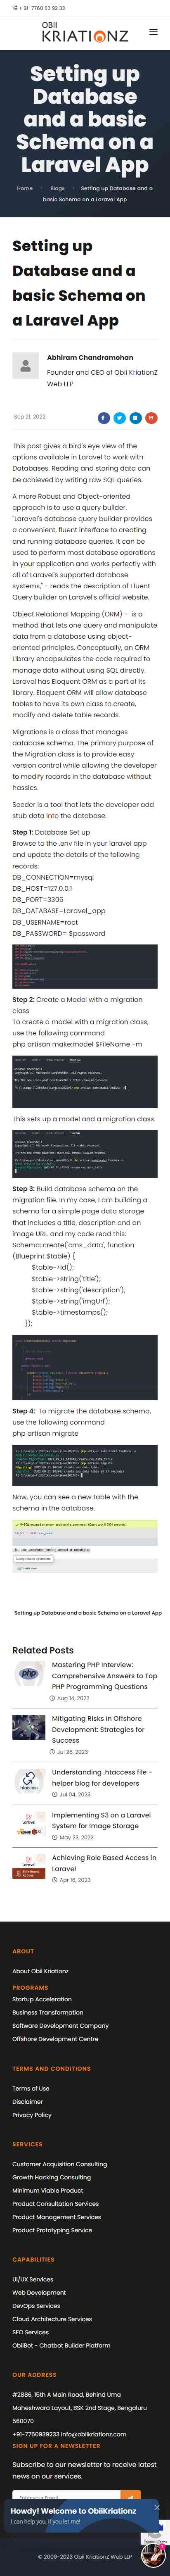 + 91-7760 93 92 33
OBII
KRIATIONZ
Setting up
Database
and a basic
Schema on a
Laravel App
Home
Blogs
Setting up Database and a
basic Schema on a Laravel App
Setting up
Database and a
basic Schema on
a Laravel App
Abhiram Chandramohan
Founder and CEO of Obii KriationZ
Web LLP
Sep 21, 2022
This post gives a bird's eye view of the
options available in Laravel to work with
Databases. Reading and storing data can
be achieved by writing raw SQL queries.
A more Robust and Object-oriented
approach is to use a query builder.
"Laravel's database query builder provides
a convenient, fluent interface to creating
and running database queries. It can be
used to perform most database operations
in your application and works perfectly with
all of Laravel's supported database
systems," - reads the description of Fluent
Query builder on Laravel's official website.
Object Relational Mapping (ORM) - is a
method that lets one query and manipulate
data from a database using object-
oriented principles. Conceptually, an ORM
Library encapsulates the code required to
manage data without using SQL directly.
Laravel has Eloquent ORM as a part of its
library. Eloquent ORM will allow database
tables to have its own class to create,
modify and delete table records.
Migrations is a class that manages
database schema. The primary purpose of
the Migration class is to provide easy
version control while allowing the developer
to modify records in the database without
hassles.
Seeder is a tool that lets the developer add
stub data into the database.
Step 1: Database Set up
Browse to the .env file in your laravel app
and update the details of the following
records:
DB_CONNECTION=mysql
DB_HOST=127.0.0.1
DB_PORT=3306
DB_DATABASE=Laravel_app
DB_USERNAME=root
DB_PASSWORD= $password
Step 2: Create a Model with a migration
class
To create a model with a migration class,
use the following command
php artisan make:model $FileName -m
This sets up a model and a migration class.
Step 3: Build database schema on the
migration file. In my case, I am building a
schema for a simple page data storage
that includes a title, description and an
image URL, and my code read this:
Schema::create('cms_data', function
(Blueprint $table) {
$table->id();
$table->string('title');
$table->string('description');
$table->string('imgUrl');
$table->timestamps();
});
Step 4: To migrate the database schema,
use the following command
php artisan migrate
Now, you can see a new table with the
schema in the database.
Setting up Database and a basic Schema on a Laravel App
Related Posts
Mastering PHP Interview:
Comprehensive Answers to Top
PHP Programming Questions
Aug 14, 2023
Mitigating Risks in Offshore
Development: Strategies for
Success
Jul 26, 2023
Understanding .htaccess file -
helper blog for developers
Jul 04, 2023
Implementing S3 on a Laravel
System for Image Storage
May 23, 2023
Achieving Role Based Access in
Laravel
Apr 16, 2023
ABOUT
About Obii Kriationz
PROGRAMS
Startup Acceleration
Business Transformation
Software Development Company
Offshore Development Centre
TERMS AND CONDITIONS
Terms of Use
Disclaimer
Privacy Policy
SERVICES
Customer Acquisition Consulting
Growth Hacking Consulting
Minimum Viable Product
Product Consultation Services
Product Management Services
Product Prototyping Service
CAPABILITIES
UI/UX Services
Web Development
DevOps Services
Cloud Architecture Services
SEO Services
ObiiBot - Chatbot Builder Platform
OUR ADDRESS
#2886, 15th A Main Road, Behind Uma
Maheshwara Layout, BSK 2nd Stage, Bengaluru
560070
+91-7760939233 Info@obiikriationz.com
SIGN UP FOR A NEWSLETTER
Subscribe to our newsletter to receive latest
news on our services.
Howdy! Welcome to ObiiKriationz
I can help you, if you let me!
© 2009-2023 Obii KriationZ Web LLP